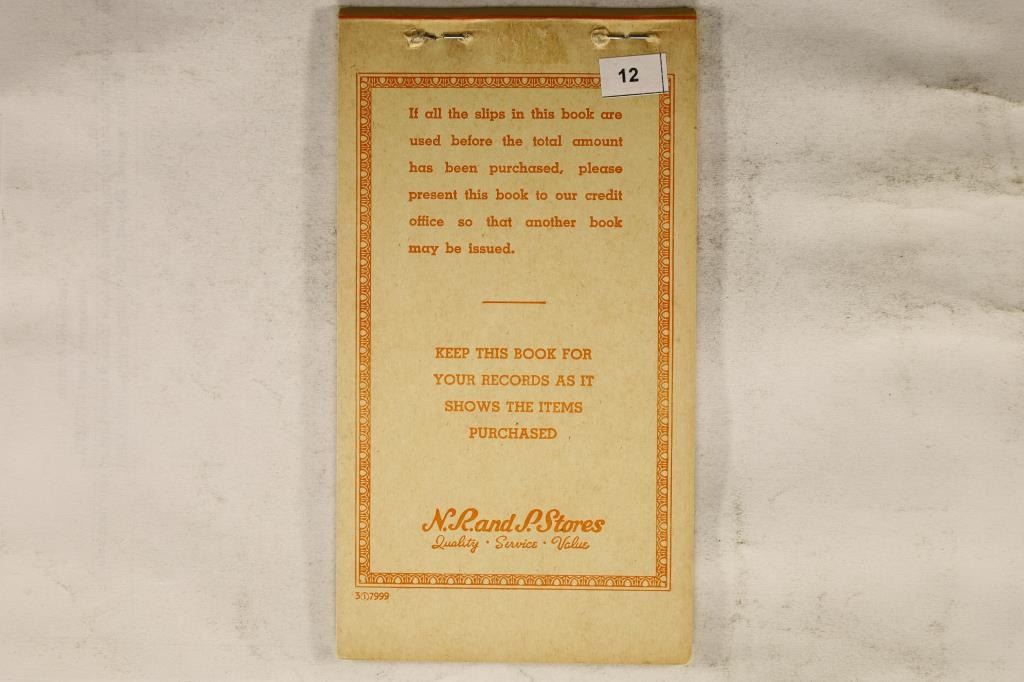 12
If all the slips in this book are
used before the total amount
has been purchased, please
present this book to our credit
office so that another book
may be issued.
KEEP THIS BOOK FOR
YOUR RECORDS AS IT
SHOWS THE ITEMS
PURCHASED
N.R. and S. Stores
Quality · Service · Value
3①7999